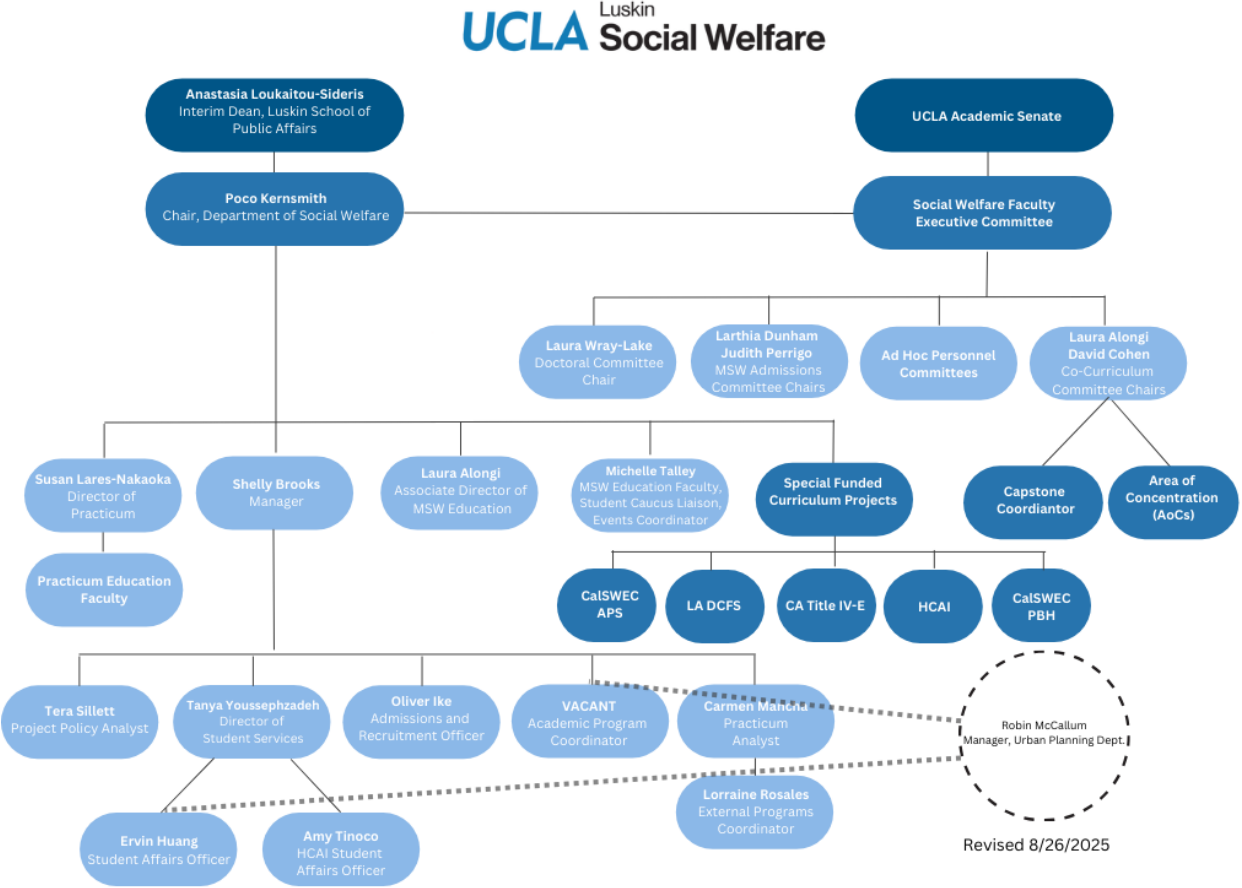 UCLA Luskin
Social Welfare
Anastasia Loukaitou-Sideris
Interim Dean, Luskin School of
Public Affairs
UCLA Academic Senate
Poco Kernsmith
Chair, Department of Social Welfare
Social Welfare Faculty
Executive Committee
Laura Wray-Lake
Doctoral Committee
Chair
Larthia Dunham
Judith Perrigo
MSW Admissions
Committee Chairs
Ad Hoc Personnel
Committees
Laura Alongi
David Cohen
Co-Curriculum
Committee Chairs
Susan Lares-Nakaoka
Director of
Practicum
Shelly Brooks
Manager
Laura Alongi
Associate Director of
MSW Education
Michelle Talley
MSW Education Faculty,
Student Caucus Liaison,
Events Coordinator
Special Funded
Curriculum Projects
Capstone
Coordiantor
Area of
Concentration
(AoCs)
Practicum Education
Faculty
CalSWEC
APS
LA DCFS
CA Title IV-E
HCAI
CalSWEC
PBH
Tera Sillett
Project Policy Analyst
Tanya Youssephzadeh
Director of
Student Services
Oliver Ike
Admissions and
Recruitment Officer
VACANT
Academic Program
Coordinator
Carmen Mancha
Practicum
Analyst
Robin McCallum
Manager, Urban Planning Dept.
Lorraine Rosales
External Programs
Coordinator
Ervin Huang
Student Affairs Officer
Amy Tinoco
HCAI Student
Affairs Officer
Revised 8/26/2025